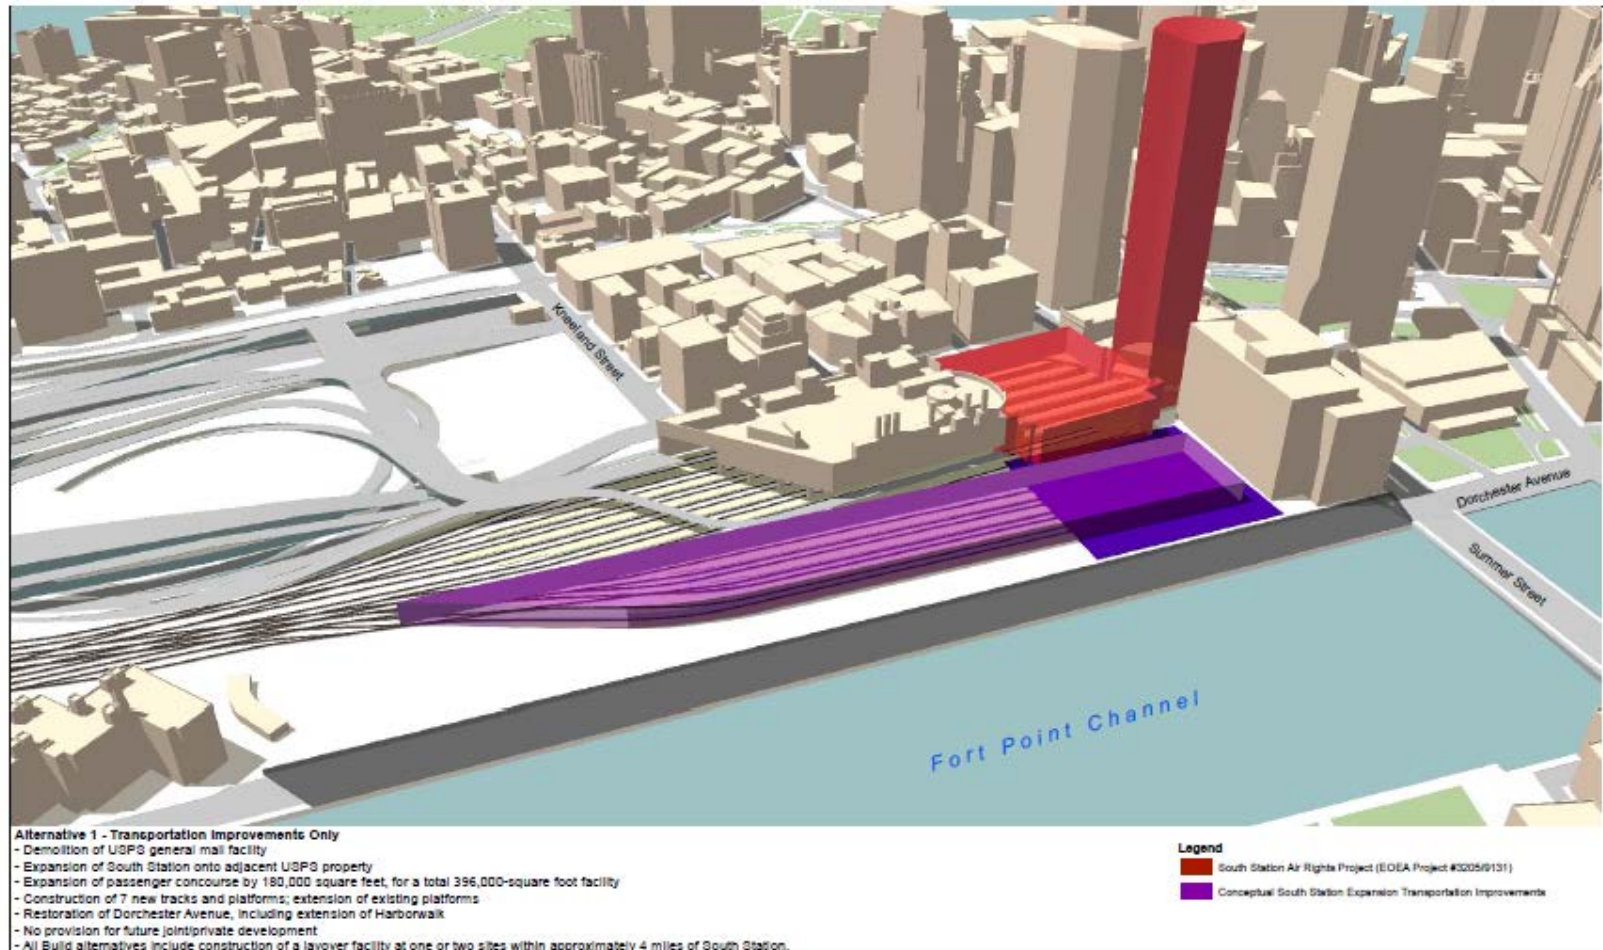 Kneeland Street
Dorchester Avenue
Summer Street
Fort Point Channel
Alternative 1 - Transportation Improvements Only
- Demolition of USPS general mail facility
- Expansion of South Station onto adjacent USPS property
- Expansion of passenger concourse by 180,000 square feet, for a total 396,000-square foot facility
- Construction of 7 new tracks and platforms; extension of existing platforms
- Restoration of Dorchester Avenue, including extension of Harborwalk
- No provision for future joint/private development
- All Build alternatives include construction of a layover facility at one or two sites within approximately 4 miles of South Station.
Legend
South Station Air Rights Project (EOEA Project #3205/9131)
Conceptual South Station Expansion Transportation Improvements